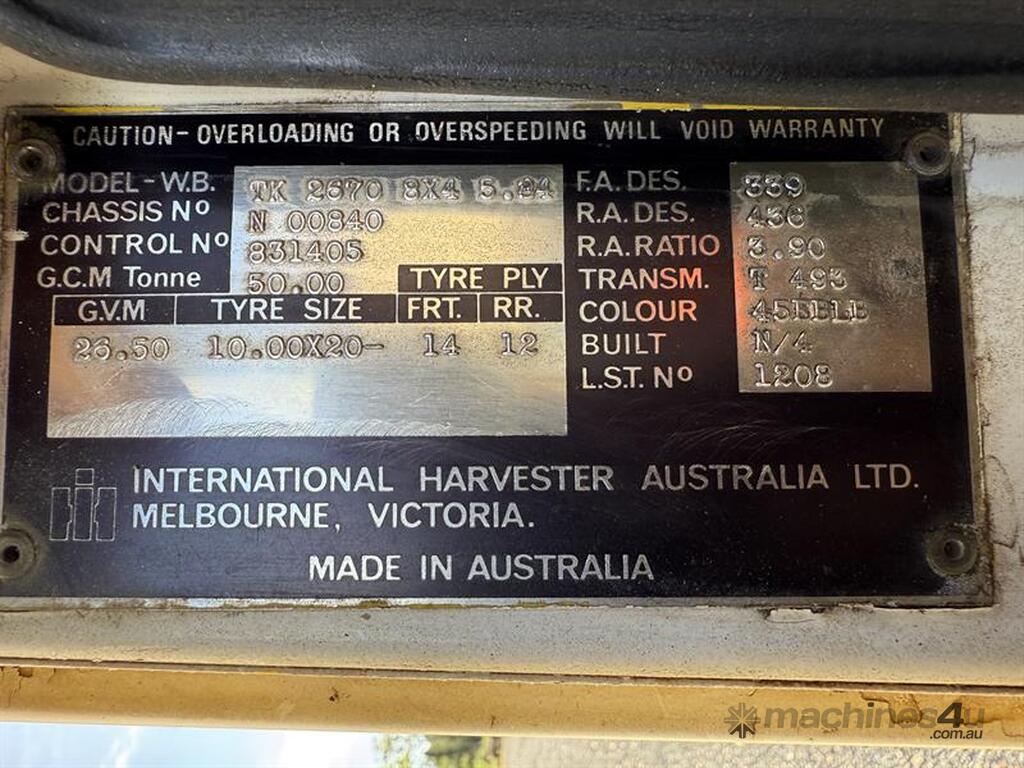 CAUTION- OVERLOADING OR OVERSPEEDING WILL VOID WARRANTY
MODEL - W.B. TK 2670 8X4 5.84
CHASSIS Nº N 00840
CONTROL Nº 831405
G.C.M Tonne 50.00 TYRE PLY
G.V.M TYRE SIZE FRT. RR.
26.50 10.00X20- 14 12
F.A. DES. 339
R.A. DES. 436
R.A. RATIO 3.90
TRANSM. T 495
COLOUR
BUILT N/4
L.S.T. Nº 1208
INTERNATIONAL HARVESTER AUSTRALIA LTD.
MELBOURNE, VICTORIA.
MADE IN AUSTRALIA
machines4u
.com.au